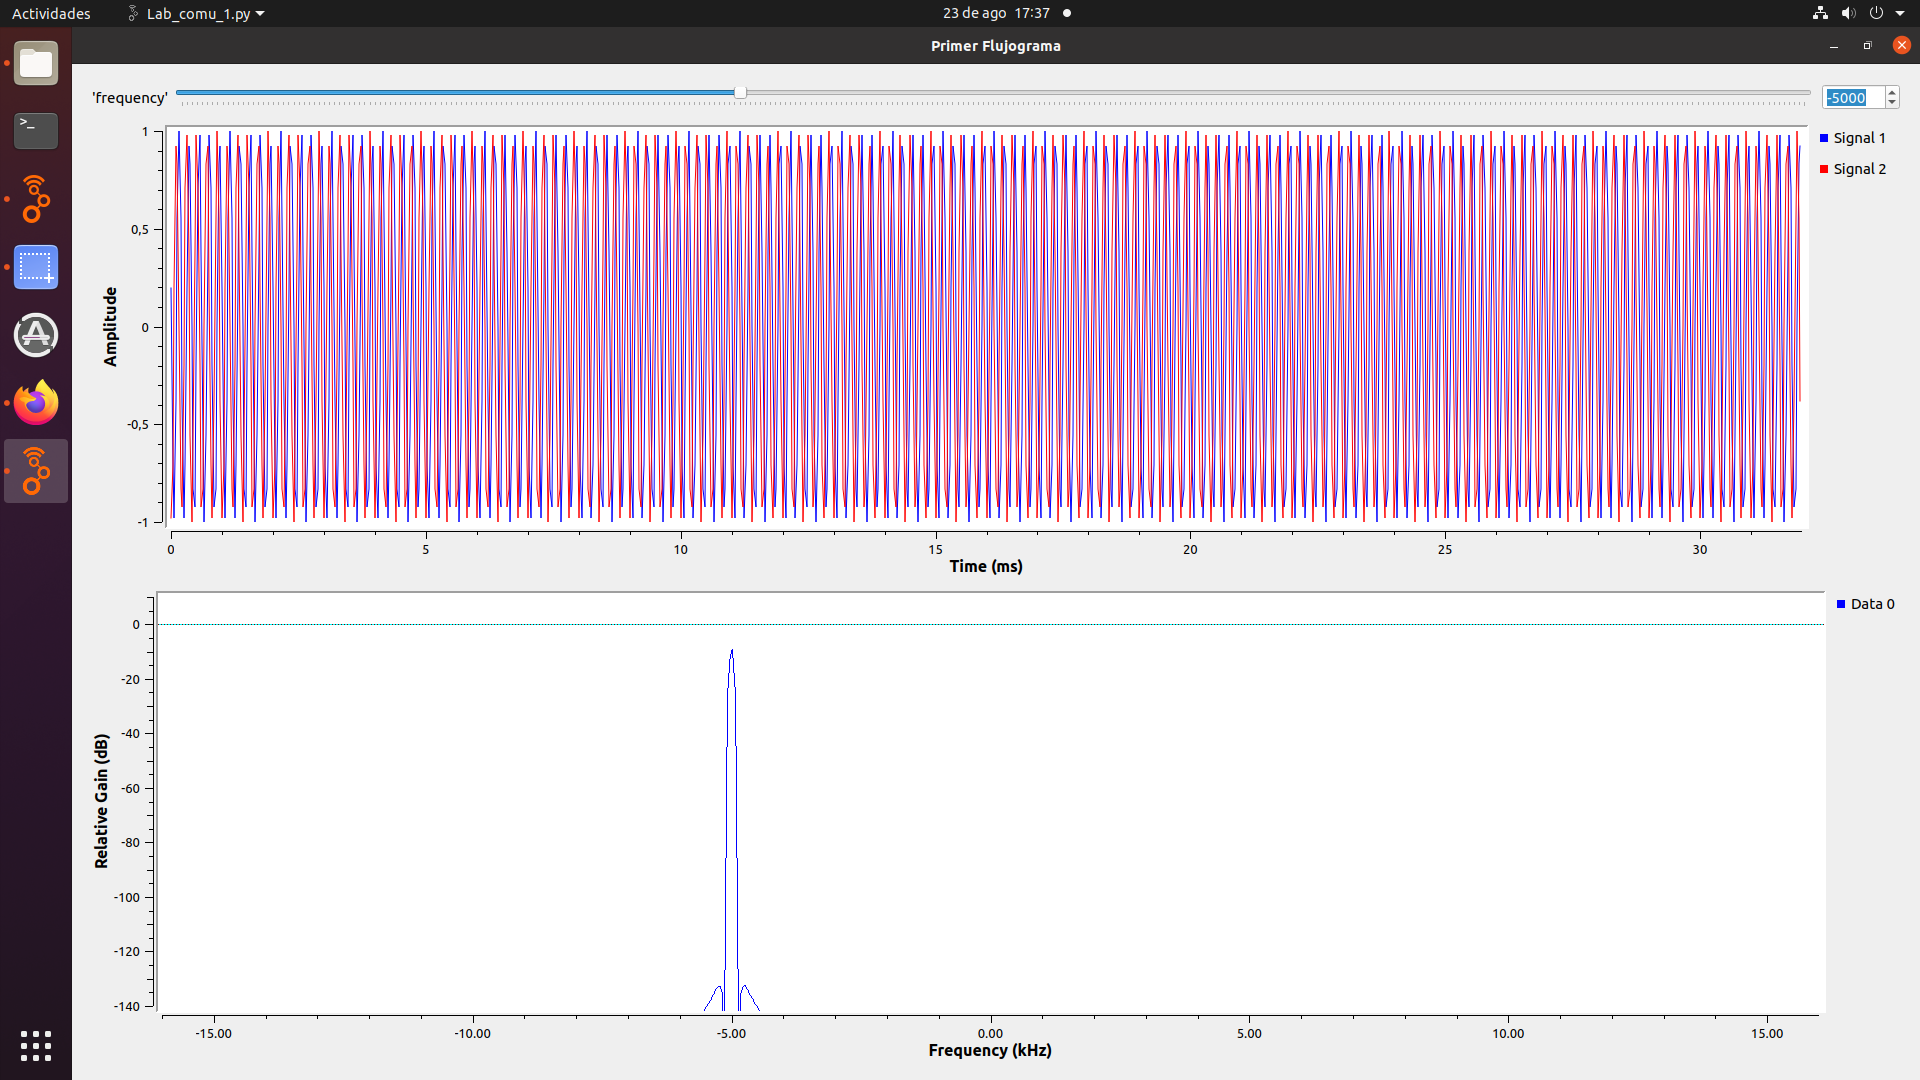 Actividades Lab_comu_1.py 23 de ago 17:37
Primer Flujograma
'frequency' -5000
1
0,5
0
-0,5
-1
Amplitude
Signal 1
Signal 2
0 5 10 15 20 25 30
Time (ms)
0
-20
-40
-60
-80
-100
-120
-140
Relative Gain (dB)
Data 0
-15.00 -10.00 -5.00 0.00 5.00 10.00 15.00
Frequency (kHz)